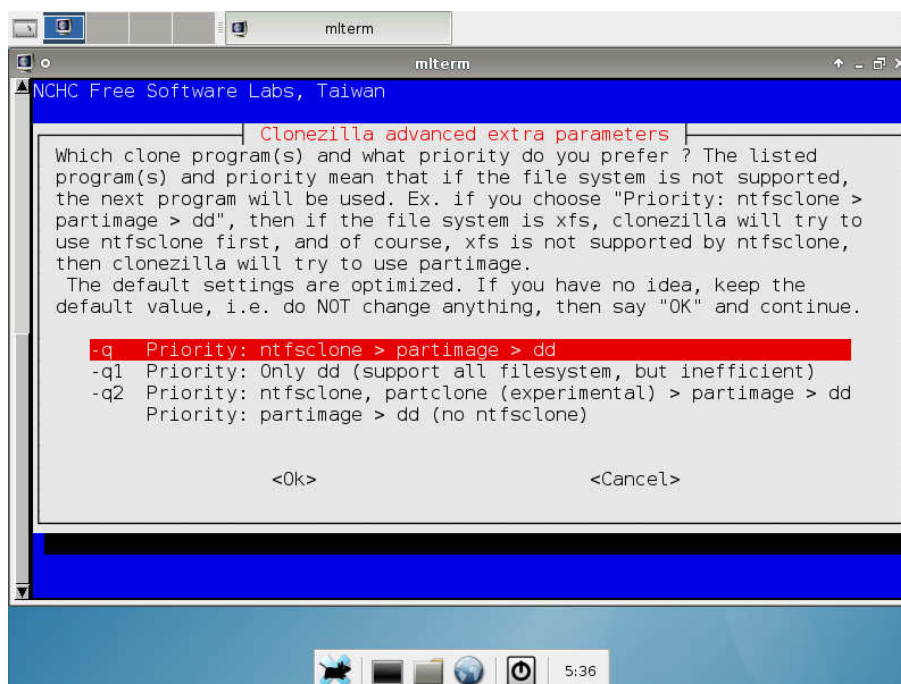 mlterm
mlterm
NCHC Free Software Labs, Taiwan
Clonezilla advanced extra parameters
Which clone program(s) and what priority do you prefer ? The listed
program(s) and priority mean that if the file system is not supported,
the next program will be used. Ex. if you choose "Priority: ntfsclone >
partimage > dd", then if the file system is xfs, clonezilla will try to
use ntfsclone first, and of course, xfs is not supported by ntfsclone,
then clonezilla will try to use partimage.
The default settings are optimized. If you have no idea, keep the
default value, i.e. do NOT change anything, then say "OK" and continue.
-q Priority: ntfsclone > partimage > dd
-q1 Priority: Only dd (support all filesystem, but inefficient)
-q2 Priority: ntfsclone, partclone (experimental) > partimage > dd
Priority: partimage > dd (no ntfsclone)
<Ok> <Cancel>
5:36